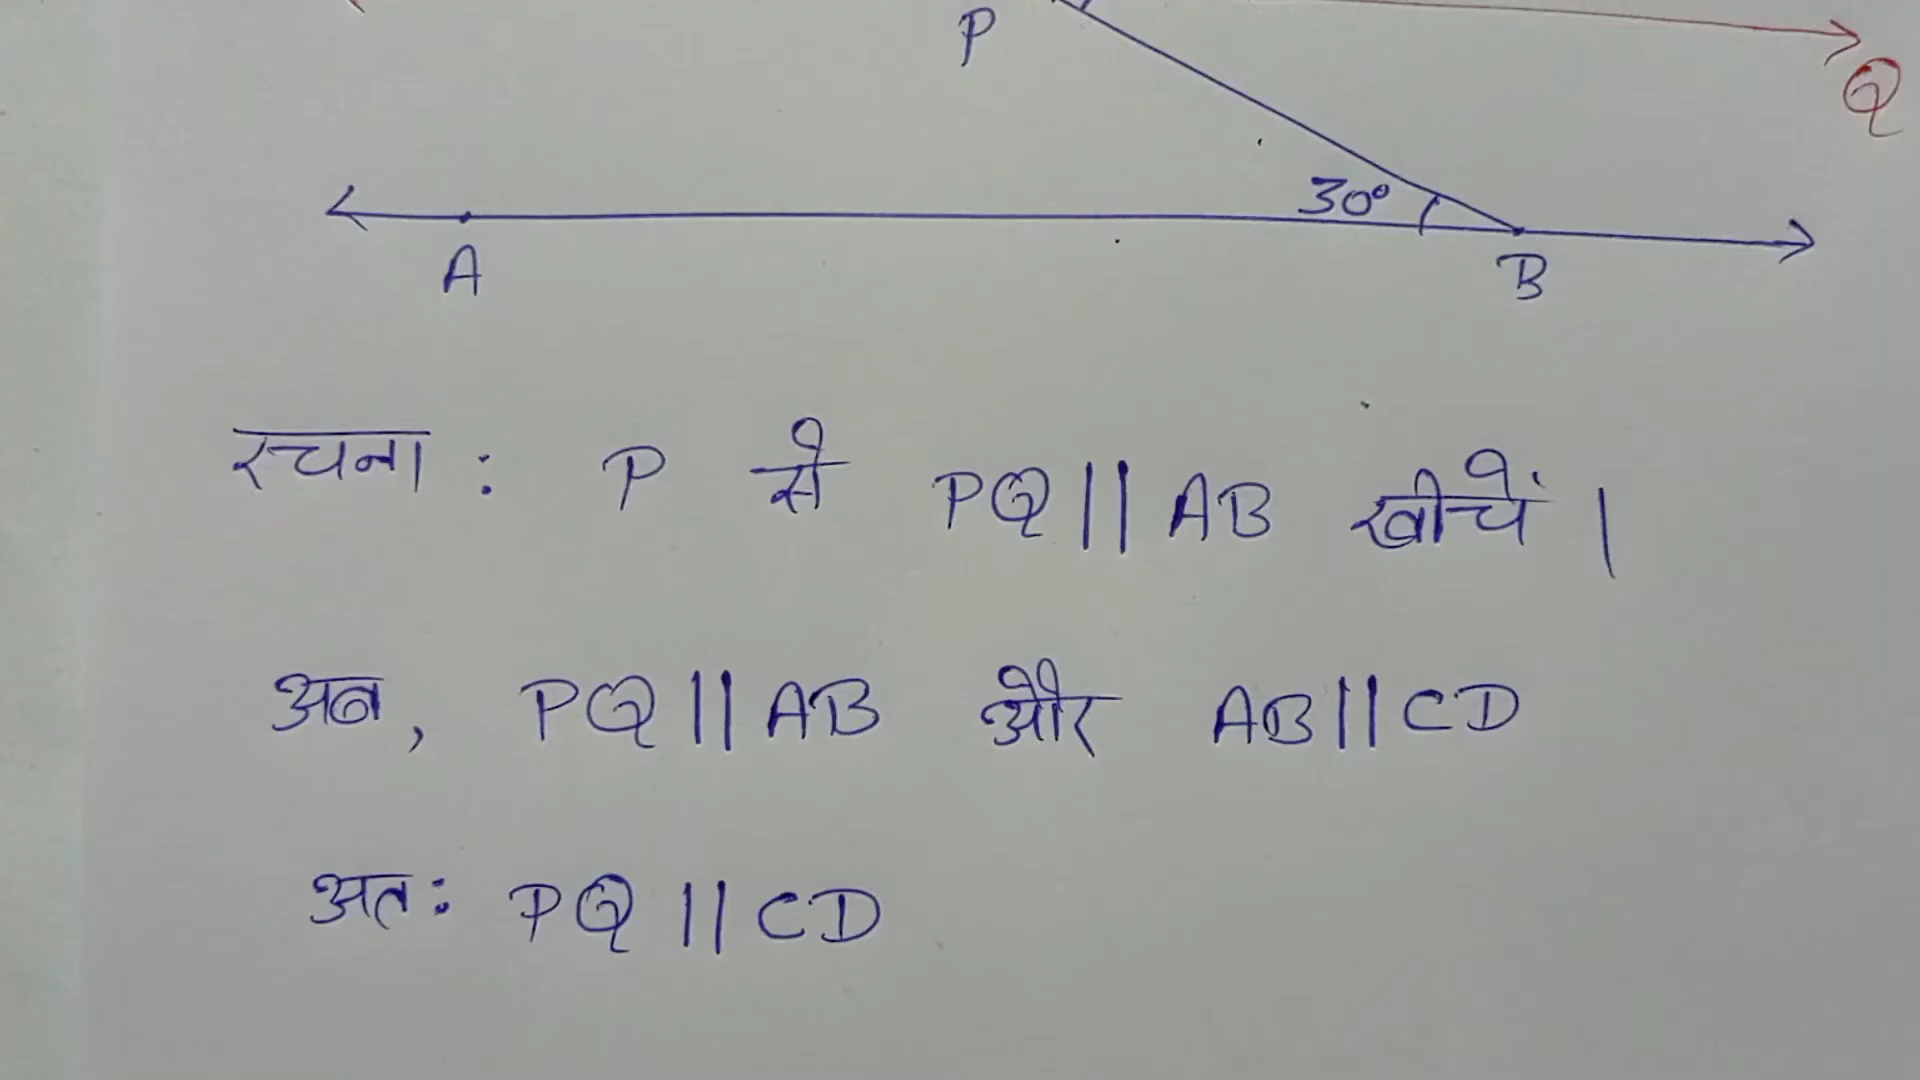 P
Q
30°
A
B
रचना : P से PQ || AB खीचें ।
अब, PQ || AB और AB || CD
अतः PQ || CD